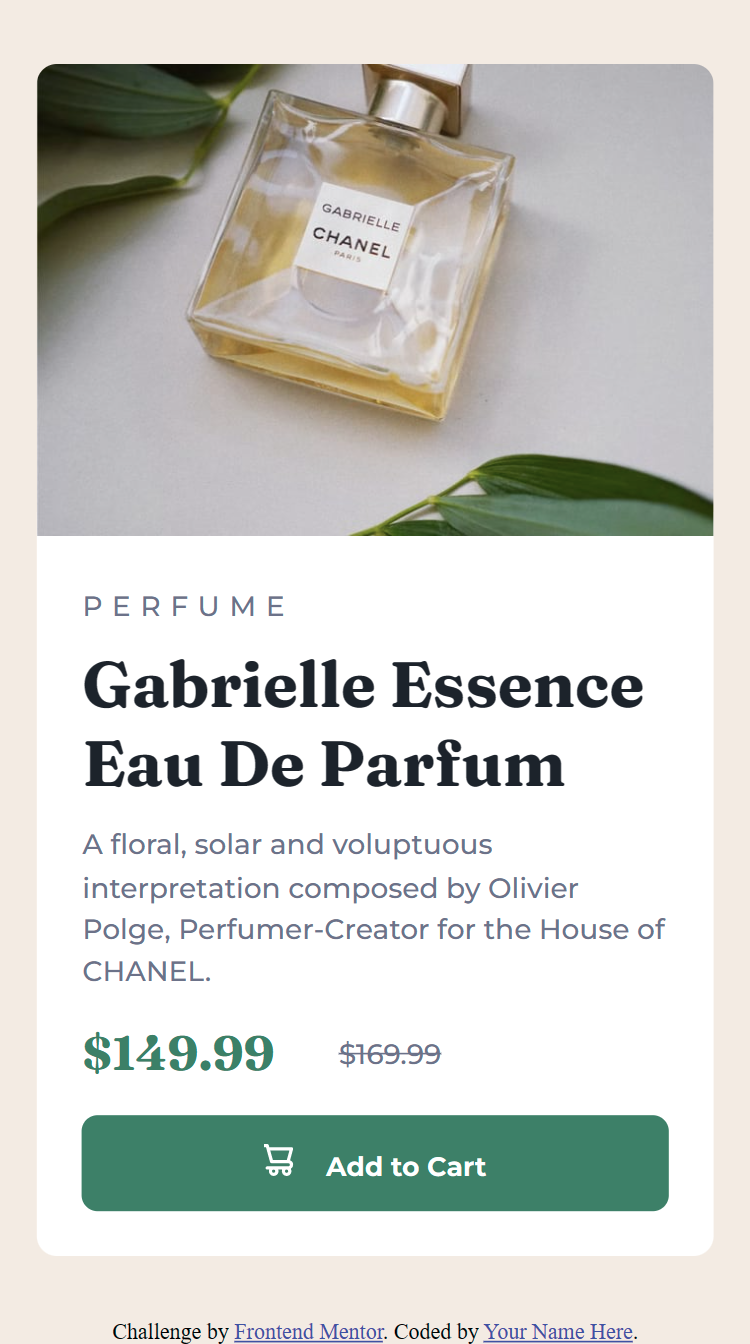 GABRIELLE
CHANEL
PARIS
PERFUME
Gabrielle Essence
Eau De Parfum
A floral, solar and voluptuous
interpretation composed by Olivier
Polge, Perfumer-Creator for the House of
CHANEL.
$149.99 $169.99
Add to Cart
Challenge by Frontend Mentor. Coded by Your Name Here.